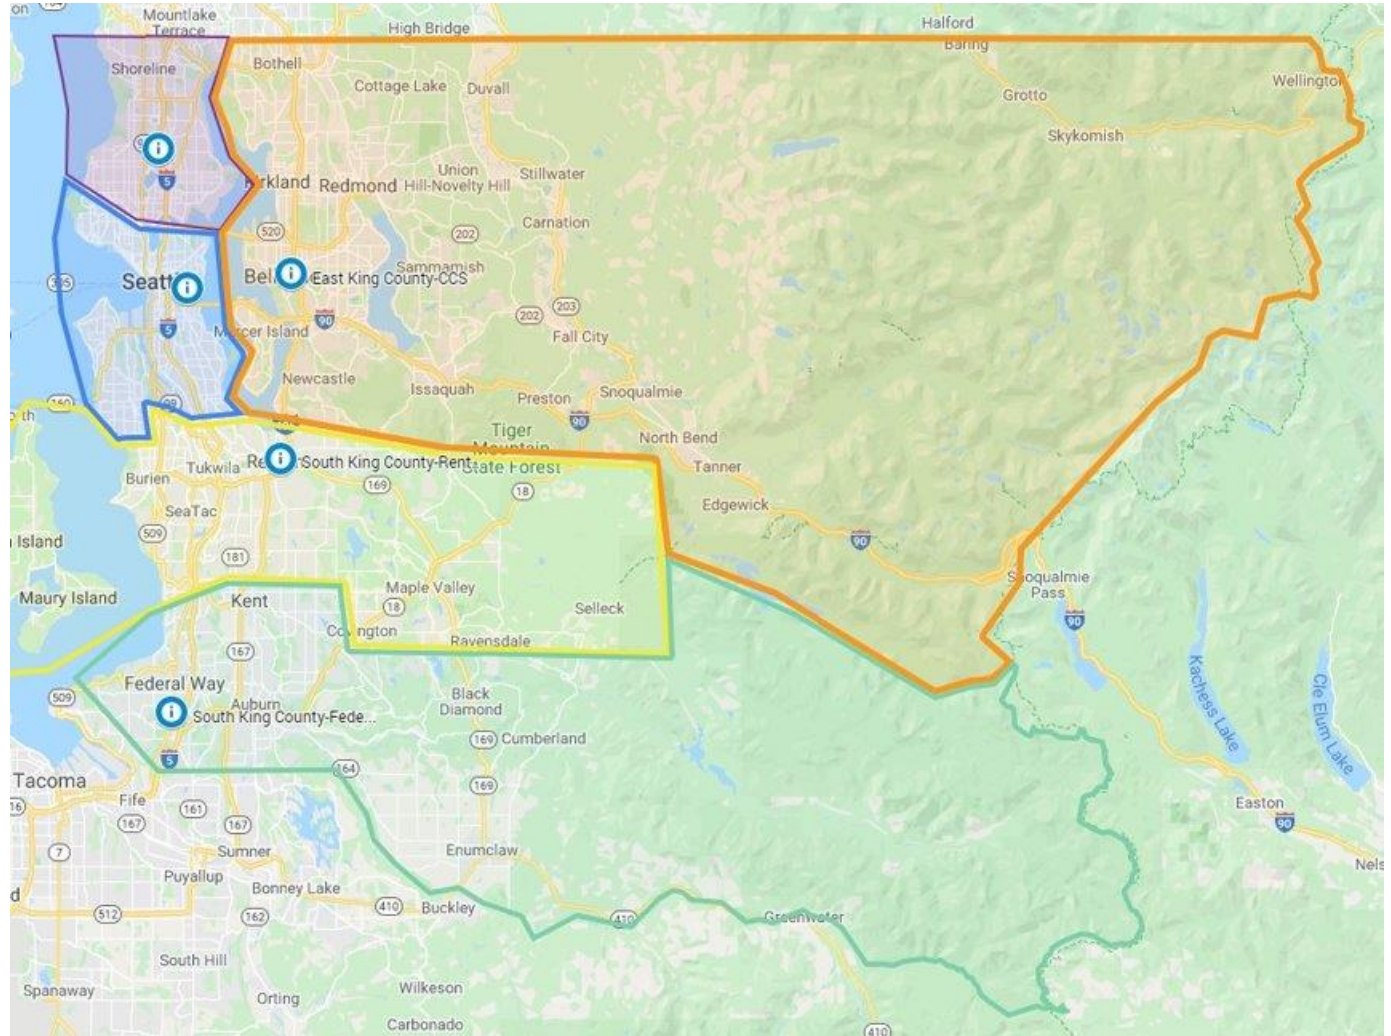 Mountlake
Terrace
High Bridge
Halford
Baring
Shoreline
Bothell
Cottage Lake
Duvall
Grotto
Wellington
Skykomish
5
Kirkland
Redmond
Union
Hill-Novelty Hill
Stillwater
Carnation
520
202
Sammamish
East King County-CCS
Seatt
5
90
202
203
Mercer Island
Fall City
Newcastle
Issaquah
Preston
Snoqualmie
90
North Bend
Tiger
Mountain
State Forest
Tanner
Tukwila
South King County-Rent
Burien
169
18
Edgewick
SeaTac
509
90
Island
181
Maury Island
Kent
Maple Valley
18
Selleck
Snoqualmie
Pass
90
Covington
Ravensdale
167
Kachess Lake
Cle Elum Lake
509
Federal Way
Auburn
Black
Diamond
South King County-Fede...
169
Cumberland
5
164
Tacoma
169
Fife
16
161
167
167
Easton
90
7
Sumner
Enumclaw
Nels
Puyallup
Bonney Lake
410
Buckley
410
Greenwater
512
162
South Hill
Spanaway
Orting
Wilkeson
Carbonado
410